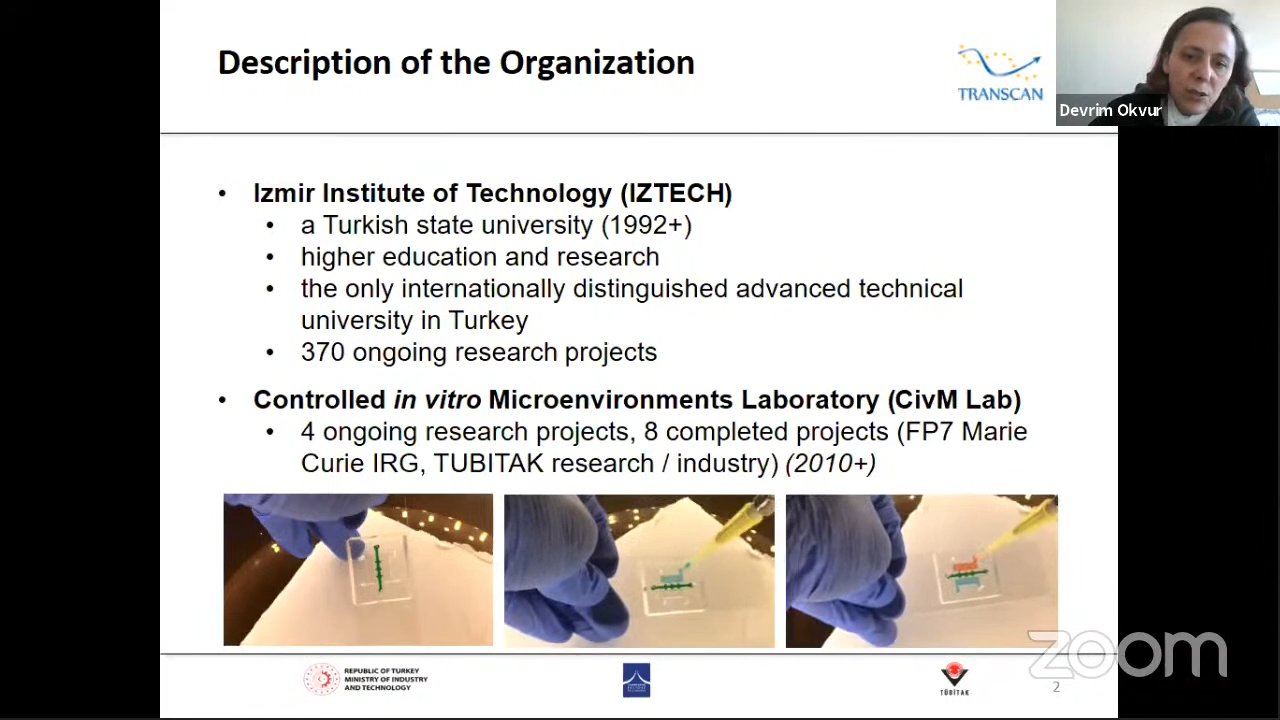 Description of the Organization
TRANSCAN
Devrim Okvur
• Izmir Institute of Technology (IZTECH)
• a Turkish state university (1992+)
• higher education and research
• the only internationally distinguished advanced technical
university in Turkey
• 370 ongoing research projects
• Controlled in vitro Microenvironments Laboratory (CivM Lab)
• 4 ongoing research projects, 8 completed projects (FP7 Marie
Curie IRG, TUBITAK research / industry) (2010+)
zoom
REPUBLIC OF TURKEY
MINISTRY OF INDUSTRY
AND TECHNOLOGY
TÜBİTAK
2